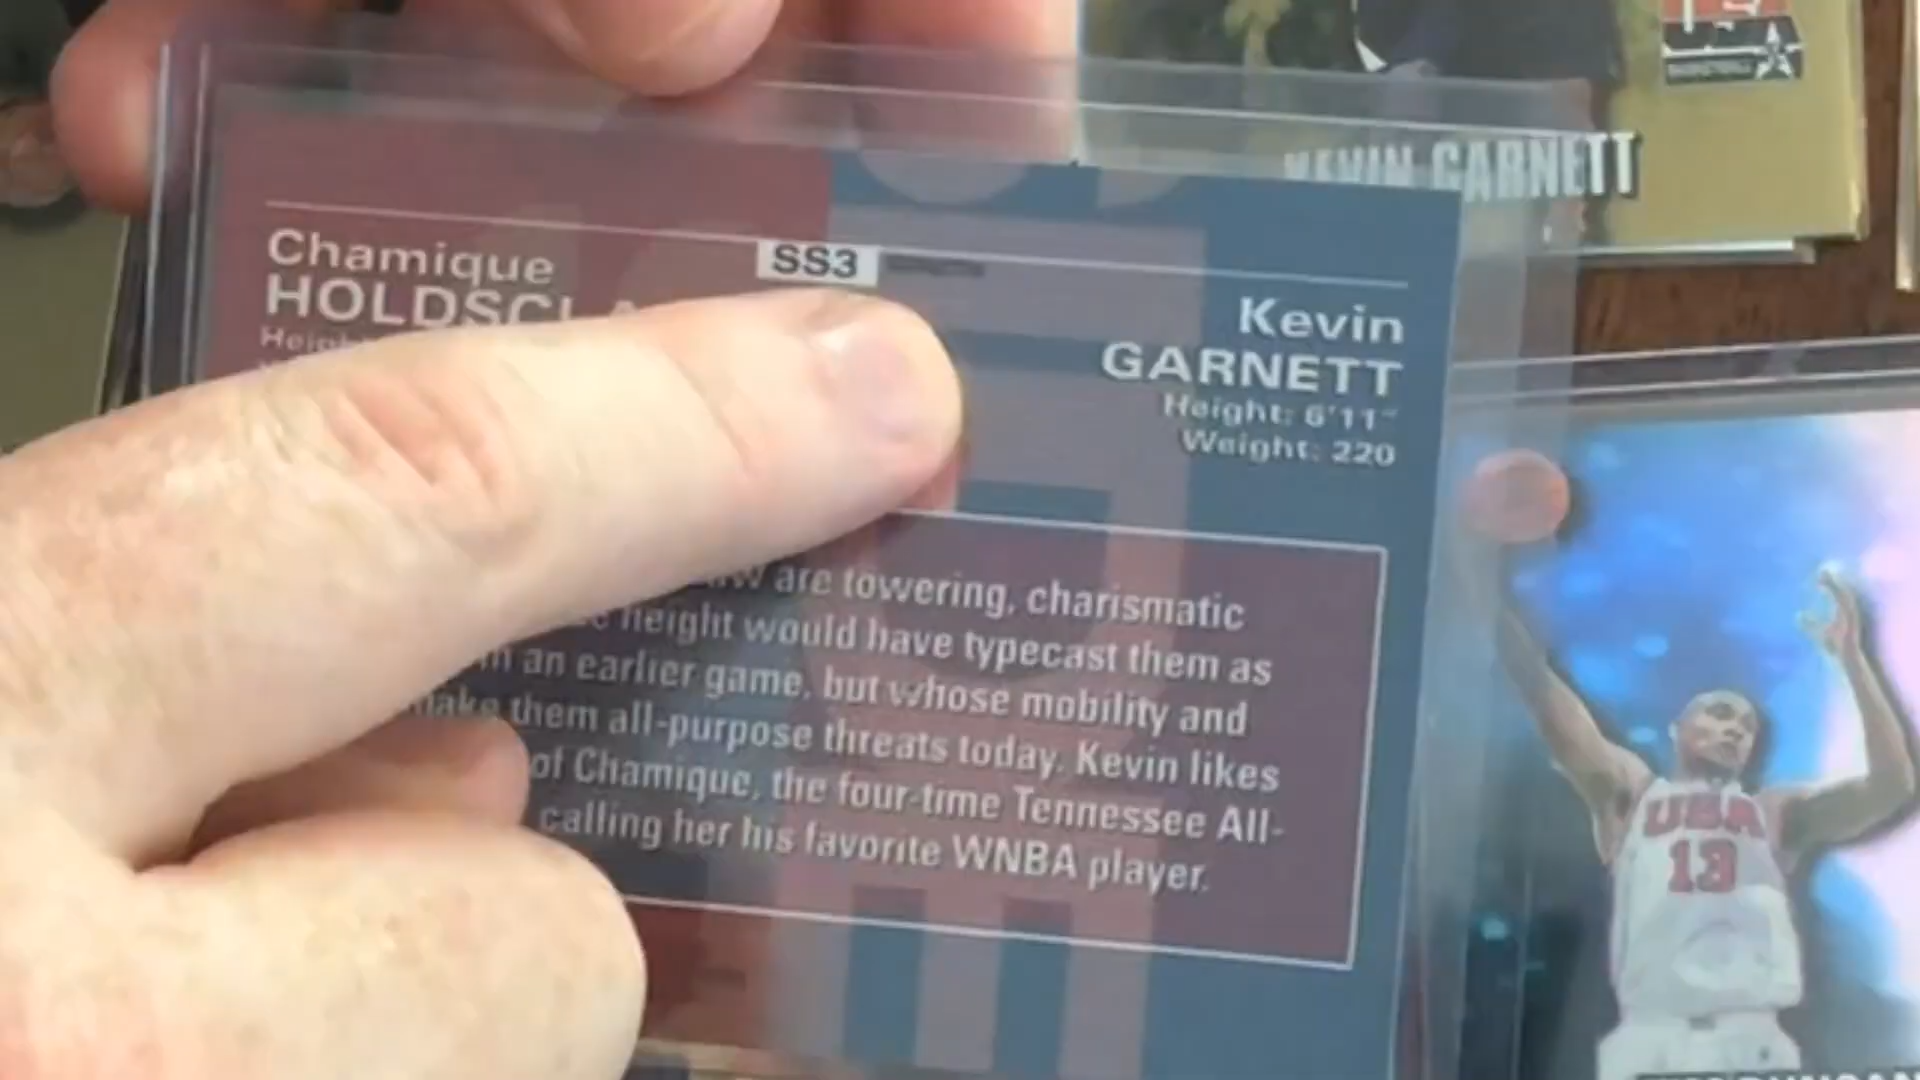 KEVIN GARNETT
SS3
Chamique
HOLDSCLA
Kevin
GARNETT
Height: 6'11"
Weight: 220
are towering, charismatic
height would have typecast them as
an earlier game, but whose mobility and
make them all-purpose threats today. Kevin likes
of Chamique, the four-time Tennessee All-
calling her his favorite WNBA player.
USA
13